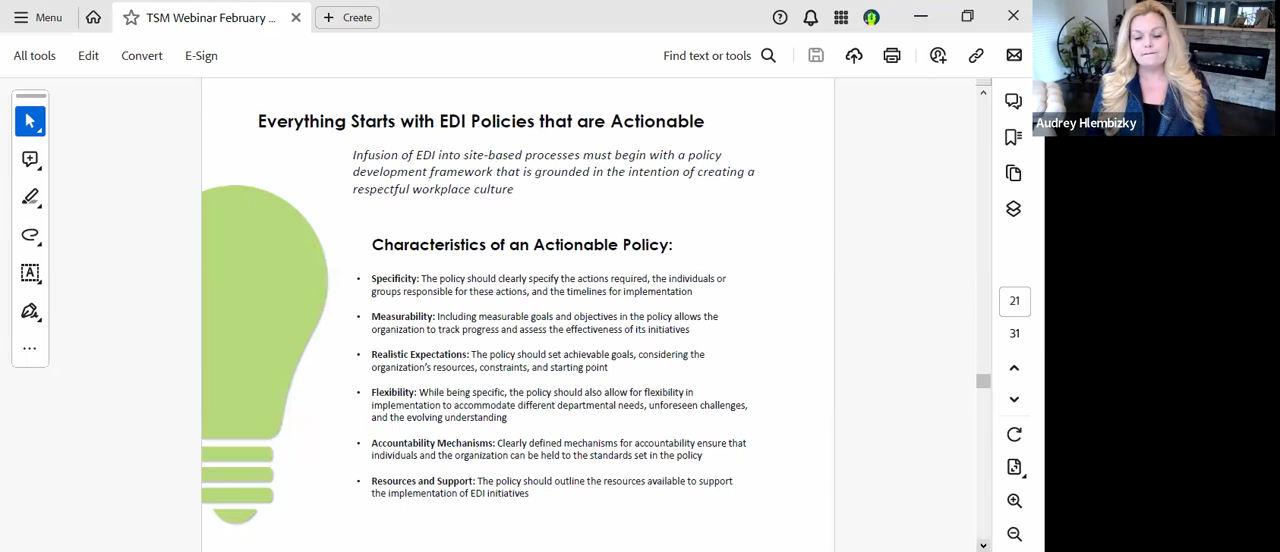 Menu
TSM Webinar February ...
Create
All tools
Edit
Convert
E-Sign
Find text or tools
Audrey Hlembizky
Everything Starts with EDI Policies that are Actionable
Infusion of EDI into site-based processes must begin with a policy
development framework that is grounded in the intention of creating a
respectful workplace culture
Characteristics of an Actionable Policy:
• Specificity: The policy should clearly specify the actions required, the individuals or
groups responsible for these actions, and the timelines for implementation
• Measurability: Including measurable goals and objectives in the policy allows the
organization to track progress and assess the effectiveness of its initiatives
• Realistic Expectations: The policy should set achievable goals, considering the
organization's resources, constraints, and starting point
• Flexibility: While being specific, the policy should also allow for flexibility in
implementation to accommodate different departmental needs, unforeseen challenges,
and the evolving understanding
• Accountability Mechanisms: Clearly defined mechanisms for accountability ensure that
individuals and the organization can be held to the standards set in the policy
• Resources and Support: The policy should outline the resources available to support
the implementation of EDI initiatives
21
31